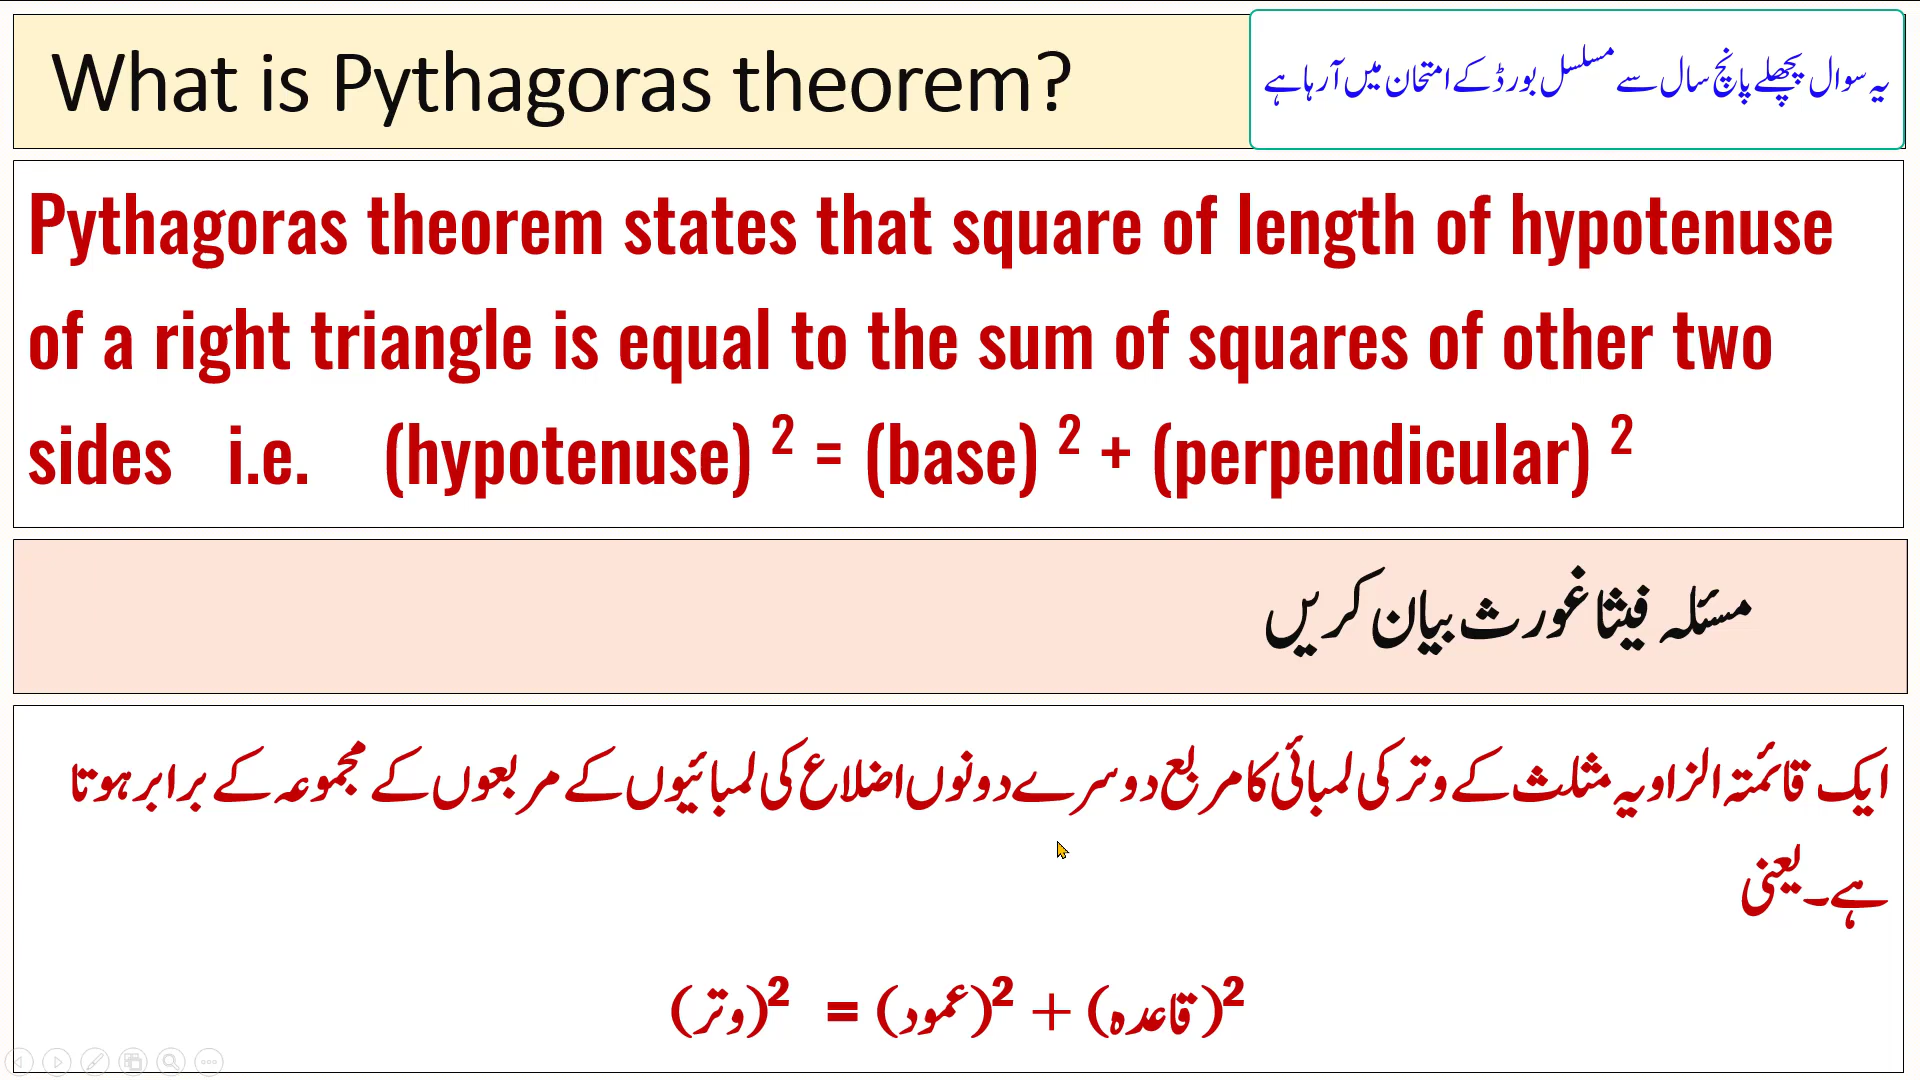 What is Pythagoras theorem?
یہ سوال پچھلے پانچ سال سے مسلسل بورڈ کے امتحان میں آ رہا ہے
Pythagoras theorem states that square of length of hypotenuse
of a right triangle is equal to the sum of squares of other two
sides i.e. (hypotenuse) ² = (base) ² + (perpendicular) ²
مسئلہ فیثا غورث بیان کریں
ایک قائمتہ الزاویہ مثلث کے وتر کی لمبائی کا مربع دوسرے دونوں اضلاع کی لمبائیوں کے مربعوں کے مجموعہ کے برابر ہوتا
ہے۔ یعنی
(وتر)² = (عمود)² + (قاعدہ)²